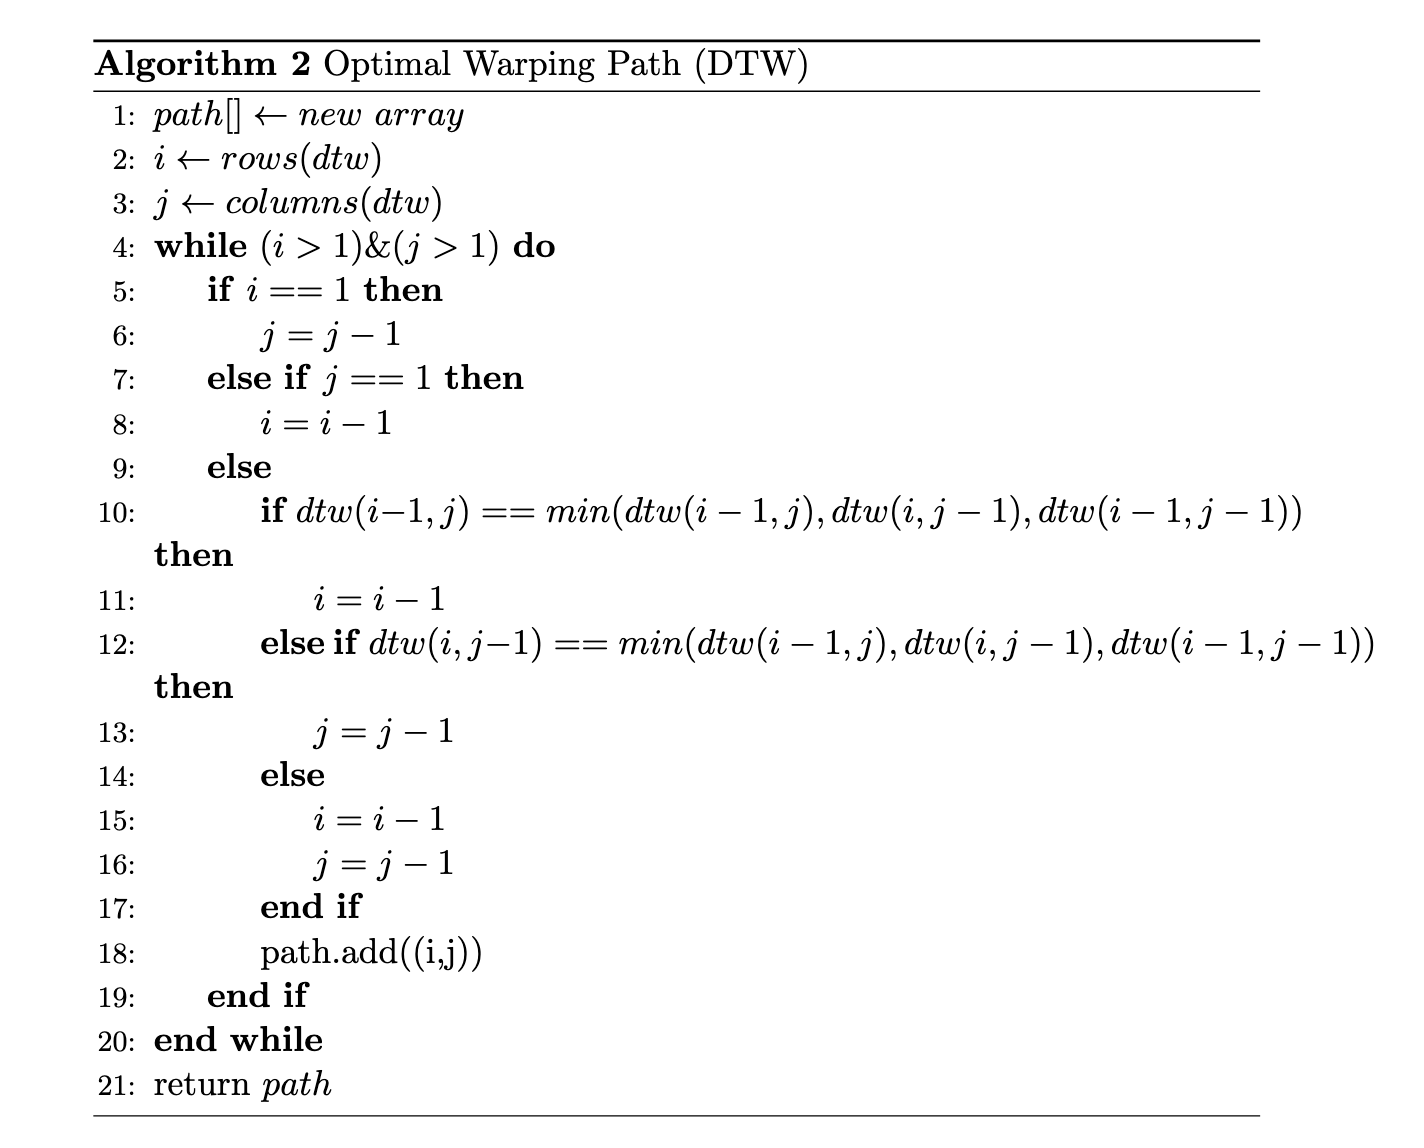 Algorithm 2 Optimal Warping Path (DTW)
1: path[] ← new array
2: i ← rows(dtw)
3: j ← columns(dtw)
4: while (i > 1)&(j > 1) do
5: if i == 1 then
6: j = j − 1
7: else if j == 1 then
8: i = i − 1
9: else
10: if dtw(i−1, j) == min(dtw(i − 1, j), dtw(i, j − 1), dtw(i − 1, j − 1))
then
11: i = i − 1
12: else if dtw(i, j−1) == min(dtw(i − 1, j), dtw(i, j − 1), dtw(i − 1, j − 1))
then
13: j = j − 1
14: else
15: i = i − 1
16: j = j − 1
17: end if
18: path.add((i,j))
19: end if
20: end while
21: return path